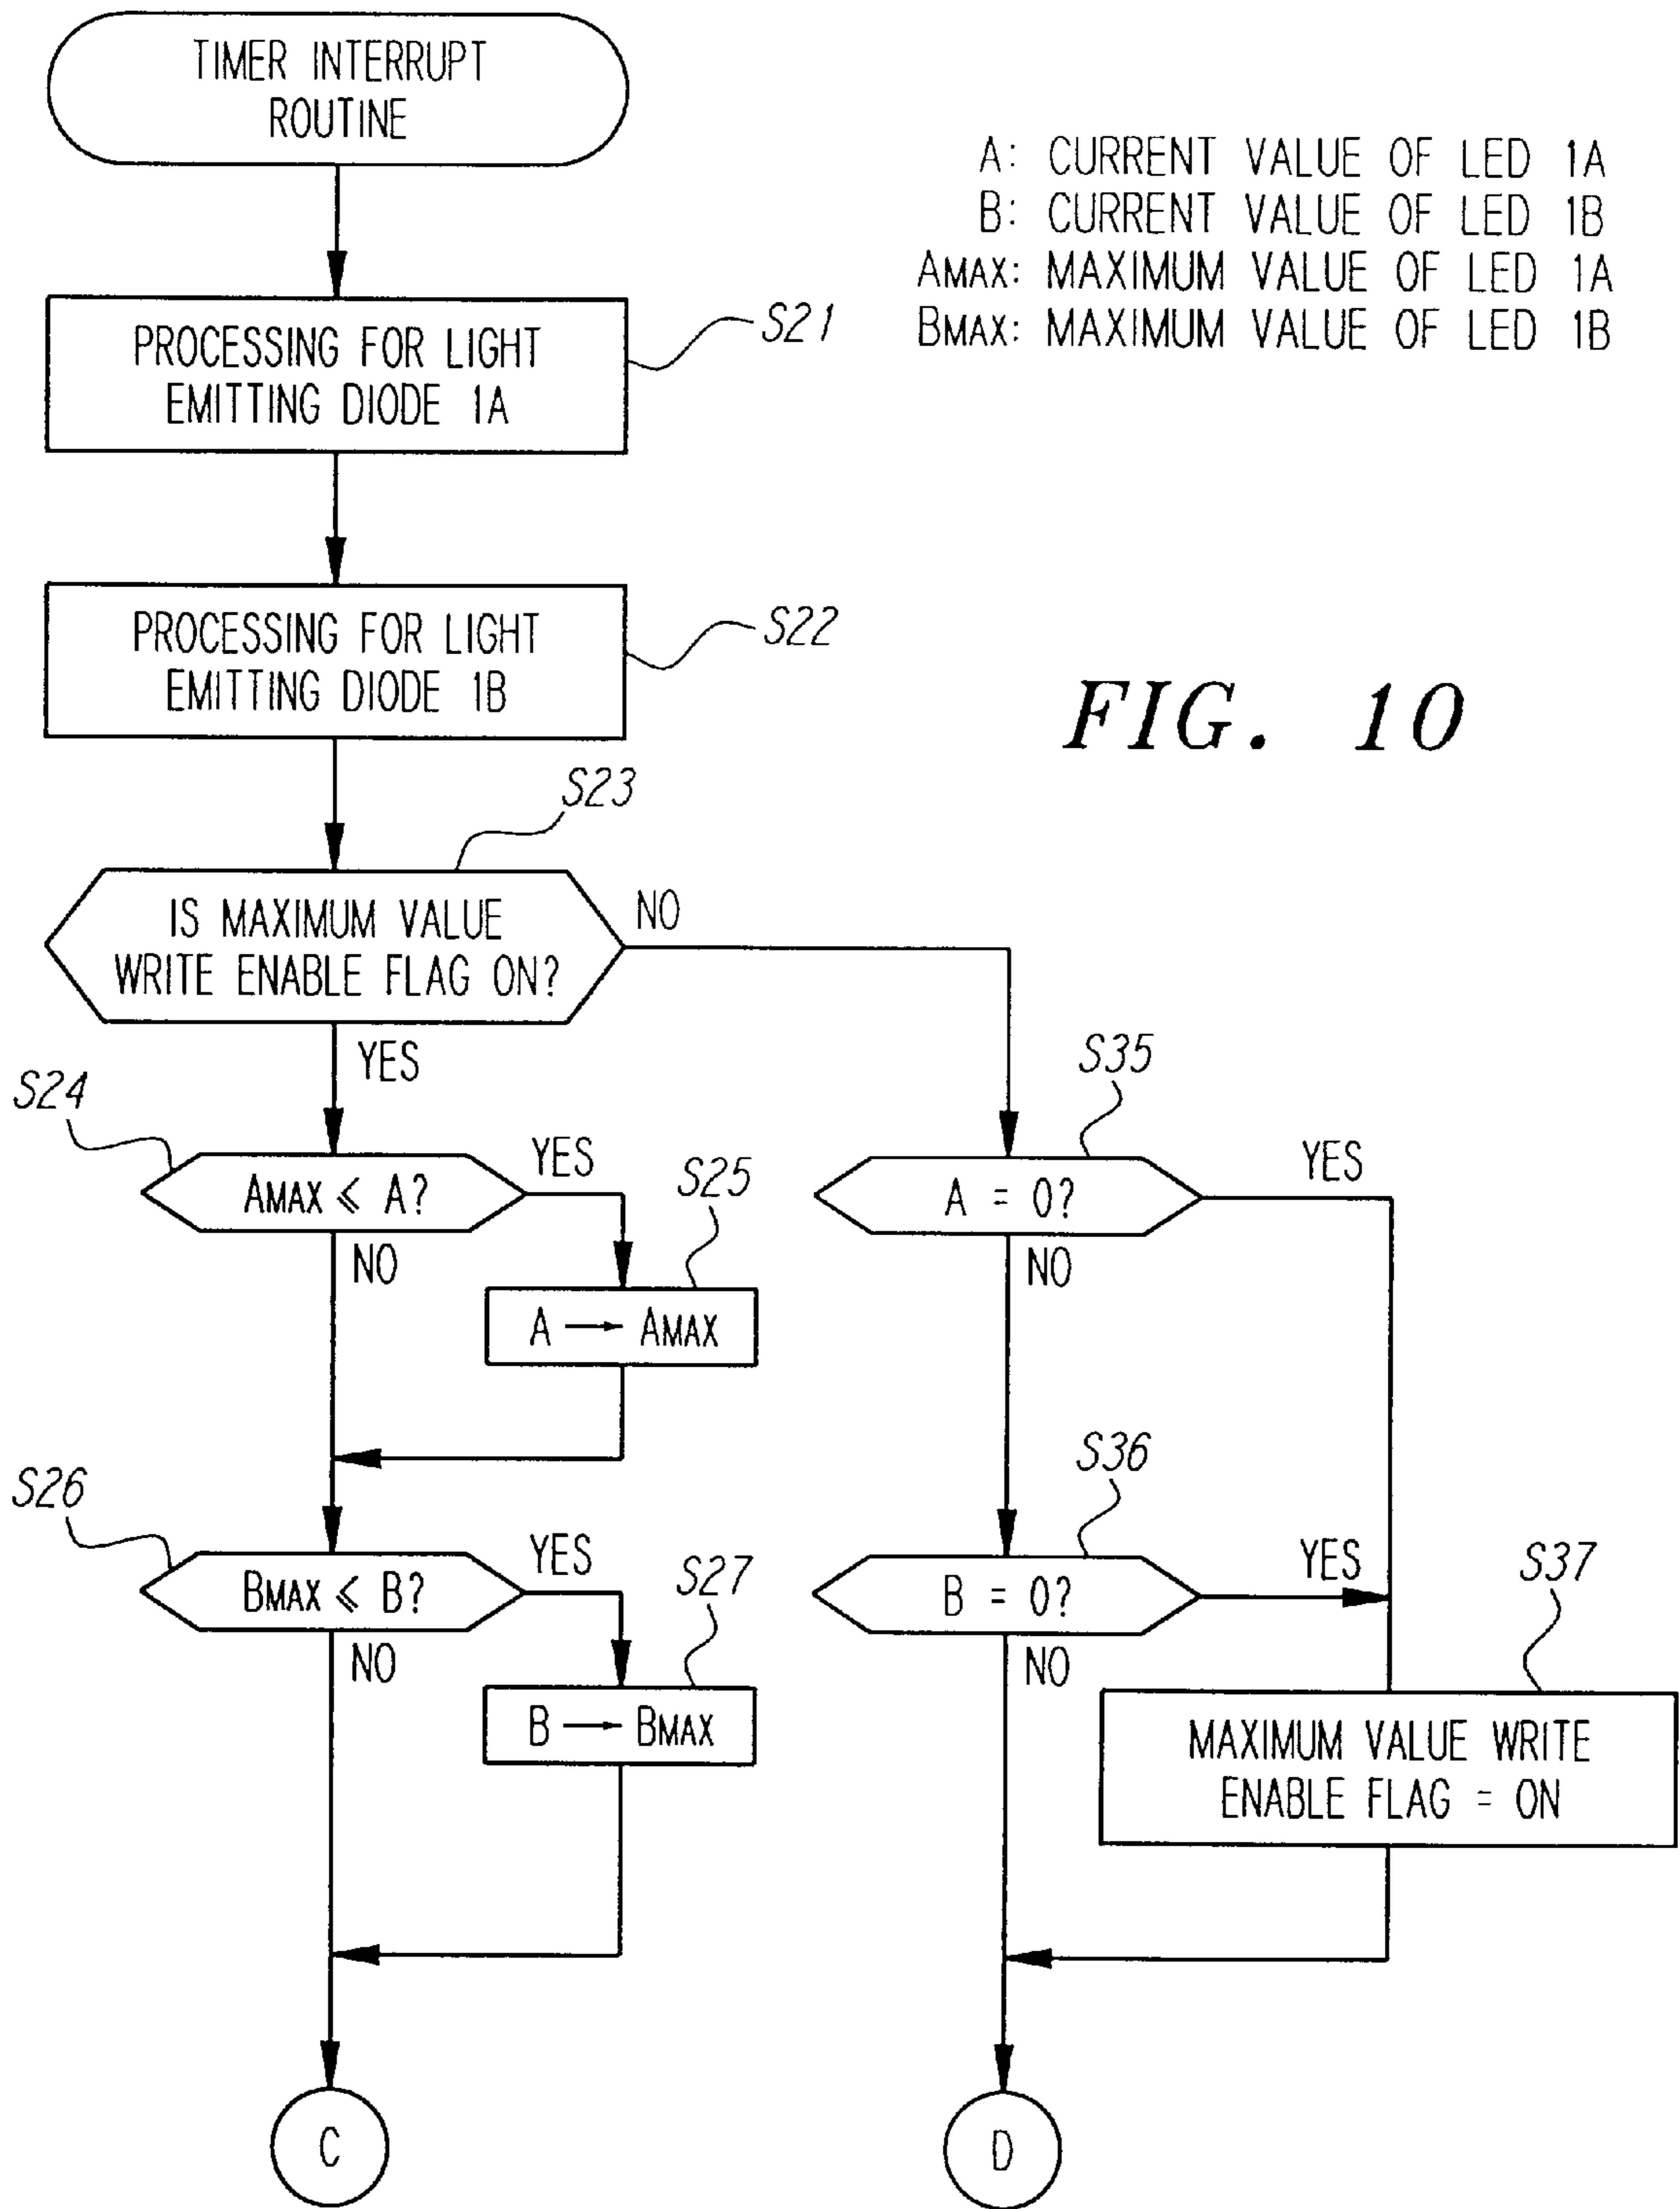 TIMER INTERRUPT
ROUTINE
A: CURRENT VALUE OF LED 1A
B: CURRENT VALUE OF LED 1B
AMAX: MAXIMUM VALUE OF LED 1A
BMAX: MAXIMUM VALUE OF LED 1B
S21
PROCESSING FOR LIGHT
EMITTING DIODE 1A
S22
PROCESSING FOR LIGHT
EMITTING DIODE 1B
FIG. 10
S23
IS MAXIMUM VALUE
WRITE ENABLE FLAG ON?
NO
YES
S24
AMAX ⩽ A?
YES
NO
S25
A → AMAX
S35
A = 0?
YES
NO
S26
BMAX ⩽ B?
YES
NO
S27
B → BMAX
S36
B = 0?
YES
NO
S37
MAXIMUM VALUE WRITE
ENABLE FLAG = ON
C
D